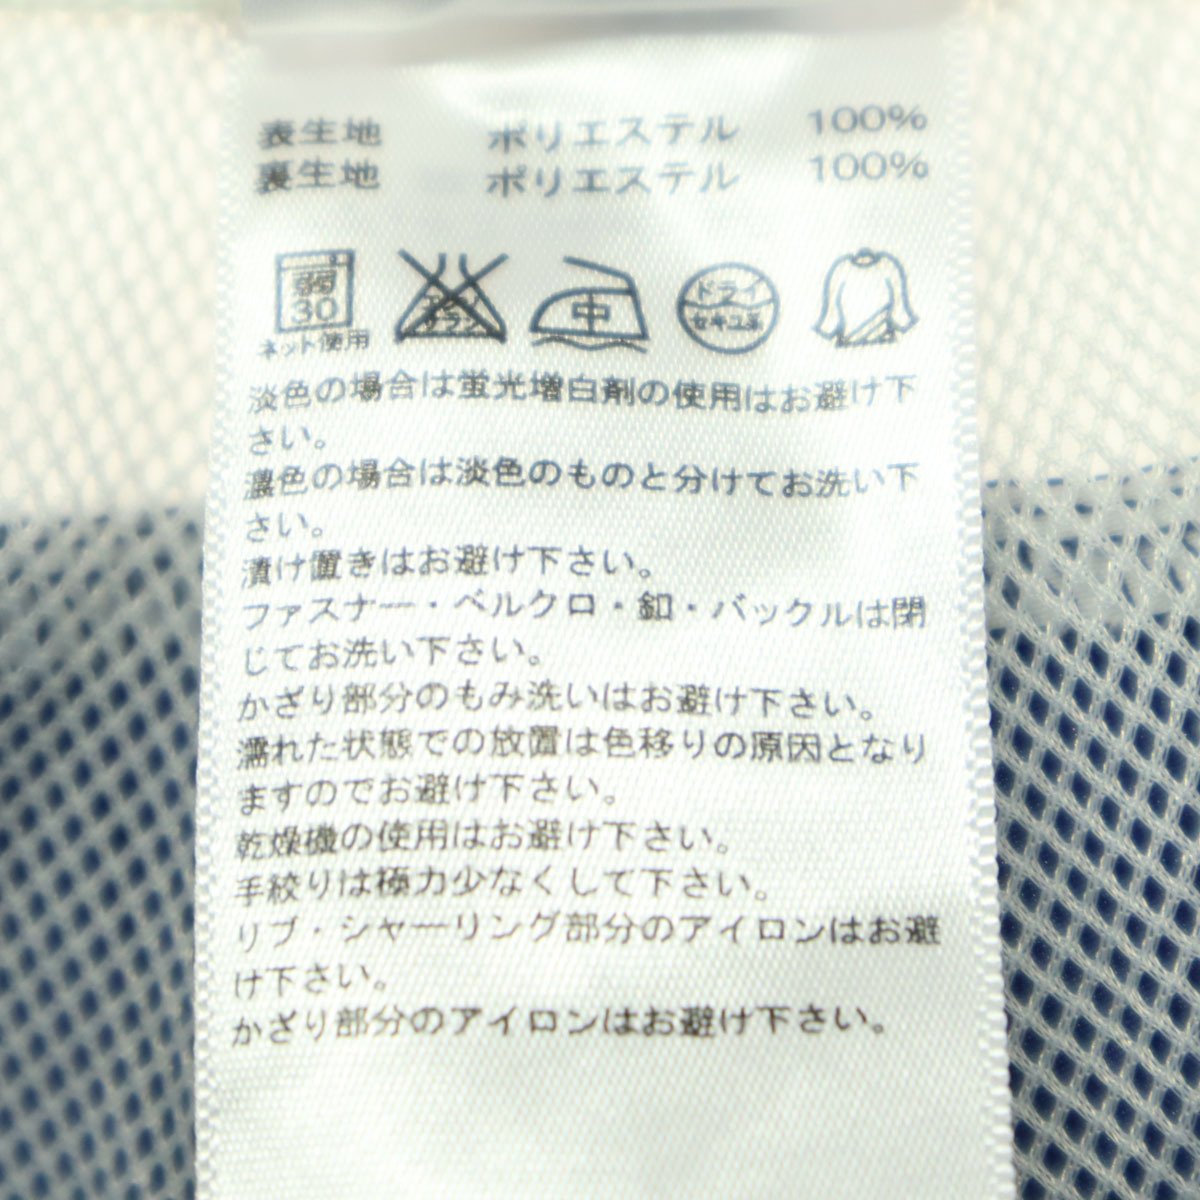 表生地 ポリエステル 100%
裏生地 ポリエステル 100%
弱
30
ネット使用
エンソ
サラシ
中
ドライ
セキユ系
淡色の場合は蛍光増白剤の使用はお避け下
さい。
濃色の場合は淡色のものと分けてお洗い下
さい。
漬け置きはお避け下さい。
ファスナー・ベルクロ・釦・バックルは閉
じてお洗い下さい。
かざり部分のもみ洗いはお避け下さい。
濡れた状態での放置は色移りの原因となり
ますのでお避け下さい。
乾燥機の使用はお避け下さい。
手絞りは極力少なくして下さい。
リブ・シャーリング部分のアイロンはお避
け下さい。
かざり部分のアイロンはお避け下さい。